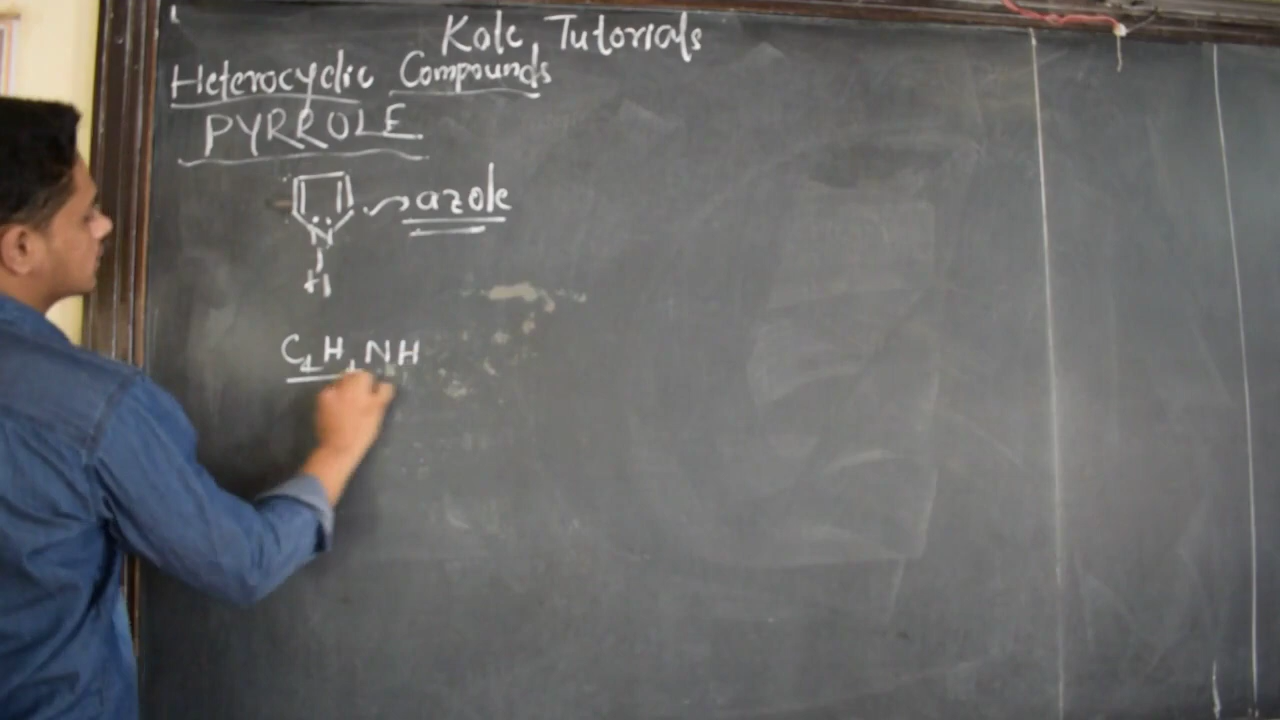 Kole Tutorials
Heterocyclic Compounds
PYRROLE
azole
N
H
C4H4NH